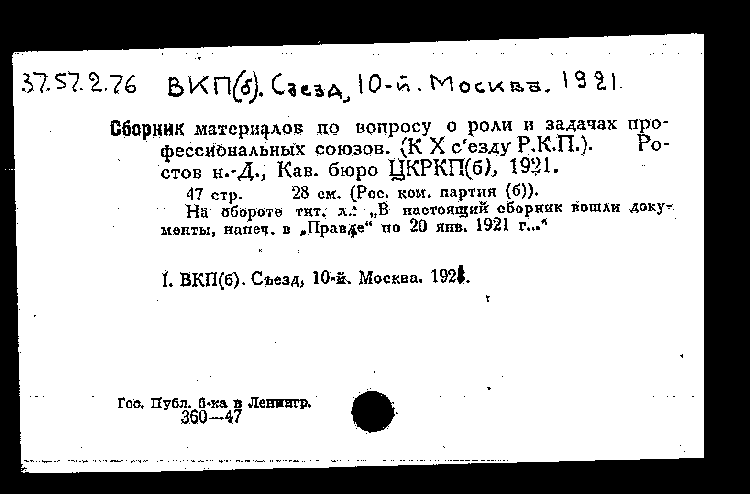 37.57.2.76 ВКП(б). Съезд, 10-й. Москва. 1921.
Сборник материалов по вопросу о роли и задачах про-
фессиональных союзов. (К X с'езду Р.К.П.). Ро-
стов н.-Д., Кав. бюро ЦКРКП(б), 1921.
47 стр. 28 см. (Рос. ком. партия (б)).
На обороте тит. л.: „В настоящий сборник вошли доку-
менты, напеч. в „Правде“ по 20 янв. 1921 г...“
I. ВКП(б). Съезд, 10-й. Москва. 1921.
Гос. Публ. б-ка в Ленингр.
360—47